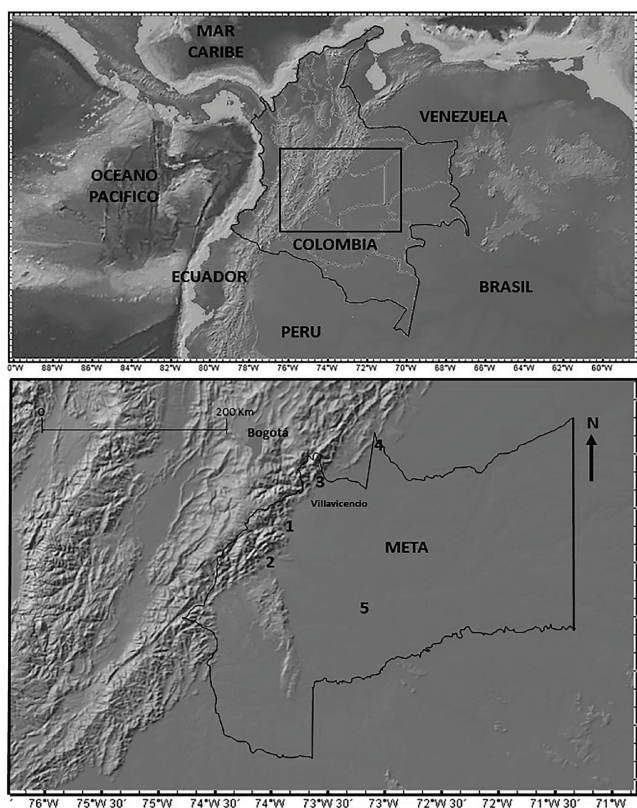 MAR
CARIBE
VENEZUELA
OCEANO
PACIFICO
COLOMBIA
ECUADOR
BRASIL
PERU
0°W 88°W 86°W 84°W 82°W 80°W 78°W 76°W 74°W 72°W 70°W 68°W 66°W 64°W 62°W 60°W
0 200 Km
Bogotá
N
4
3
Villavicencio
1
META
2
5
76°W 76°W 30´ 75°W 75°W 30´ 74°W 74°W 30´ 73°W 73°W 30´ 72°W 72°W 30´ 71°W 71°W 30´